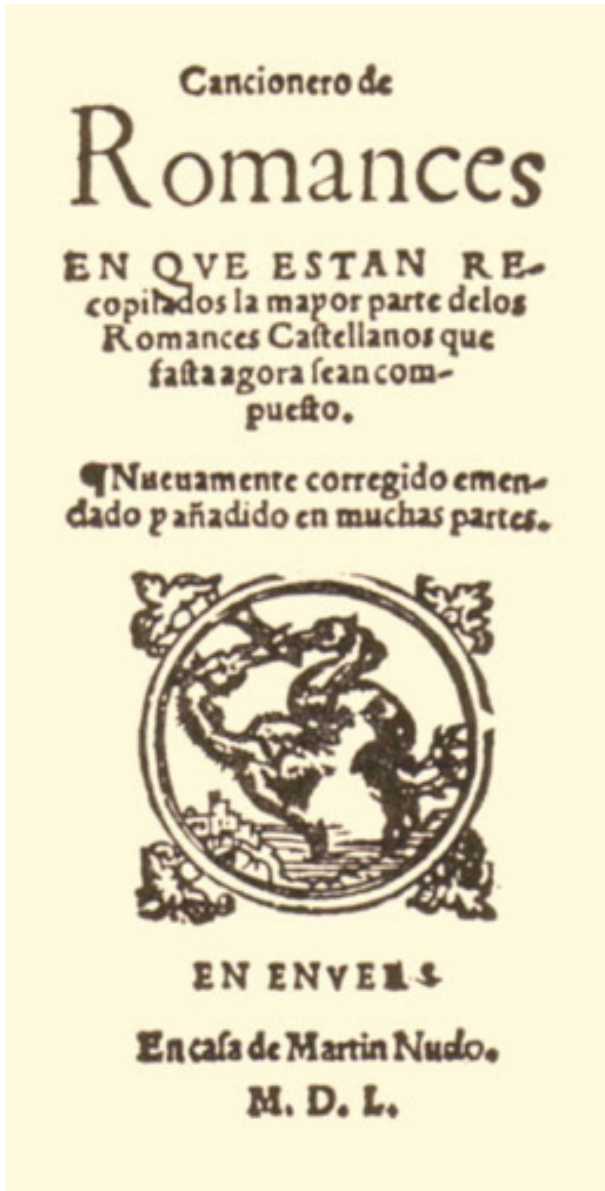 Cancionero de
Romances
EN QVE ESTAN RE-
copilados la mayor parte delos
Romances Caſtellanos que
faſta agora ſean com-
pueſto.
¶Nueuamente corregido emen-
dado y añadido en muchas partes.
EN ENVERS
En caſa de Martin Nucio.
M. D. L.